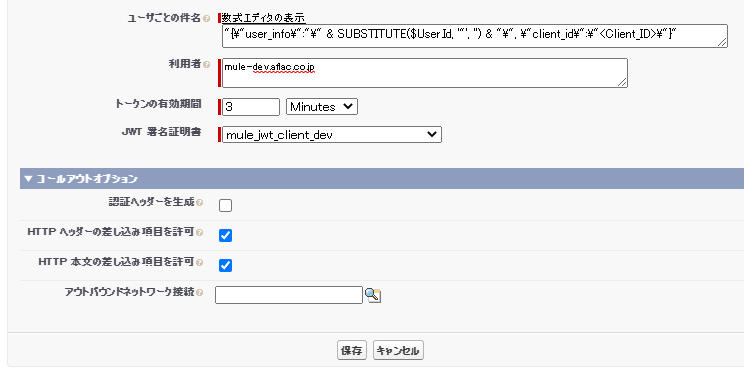 ユーザごとの件名
数式エディタの表示
"{\"user_info\":\"" & SUBSTITUTE($User.Id, '"', '') & "\", \"client_id\":\"<Client_ID>\"}"
利用者
mule-dev.aflac.co.jp
トークンの有効期間
3
Minutes
JWT 署名証明書
mule_jwt_client_dev
▼ コールアウトオプション
認証ヘッダーを生成
HTTP ヘッダーの差し込み項目を許可
HTTP 本文の差し込み項目を許可
アウトバウンドネットワーク接続
保存
キャンセル